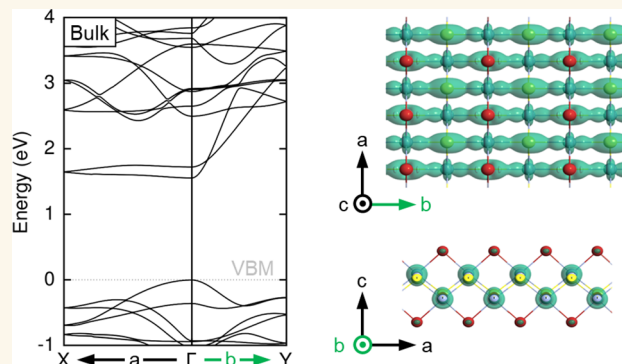 Bulk
Energy (eV)
4
3
2
1
0
-1
VBM
X a Γ b Y
a
c b
c
b a